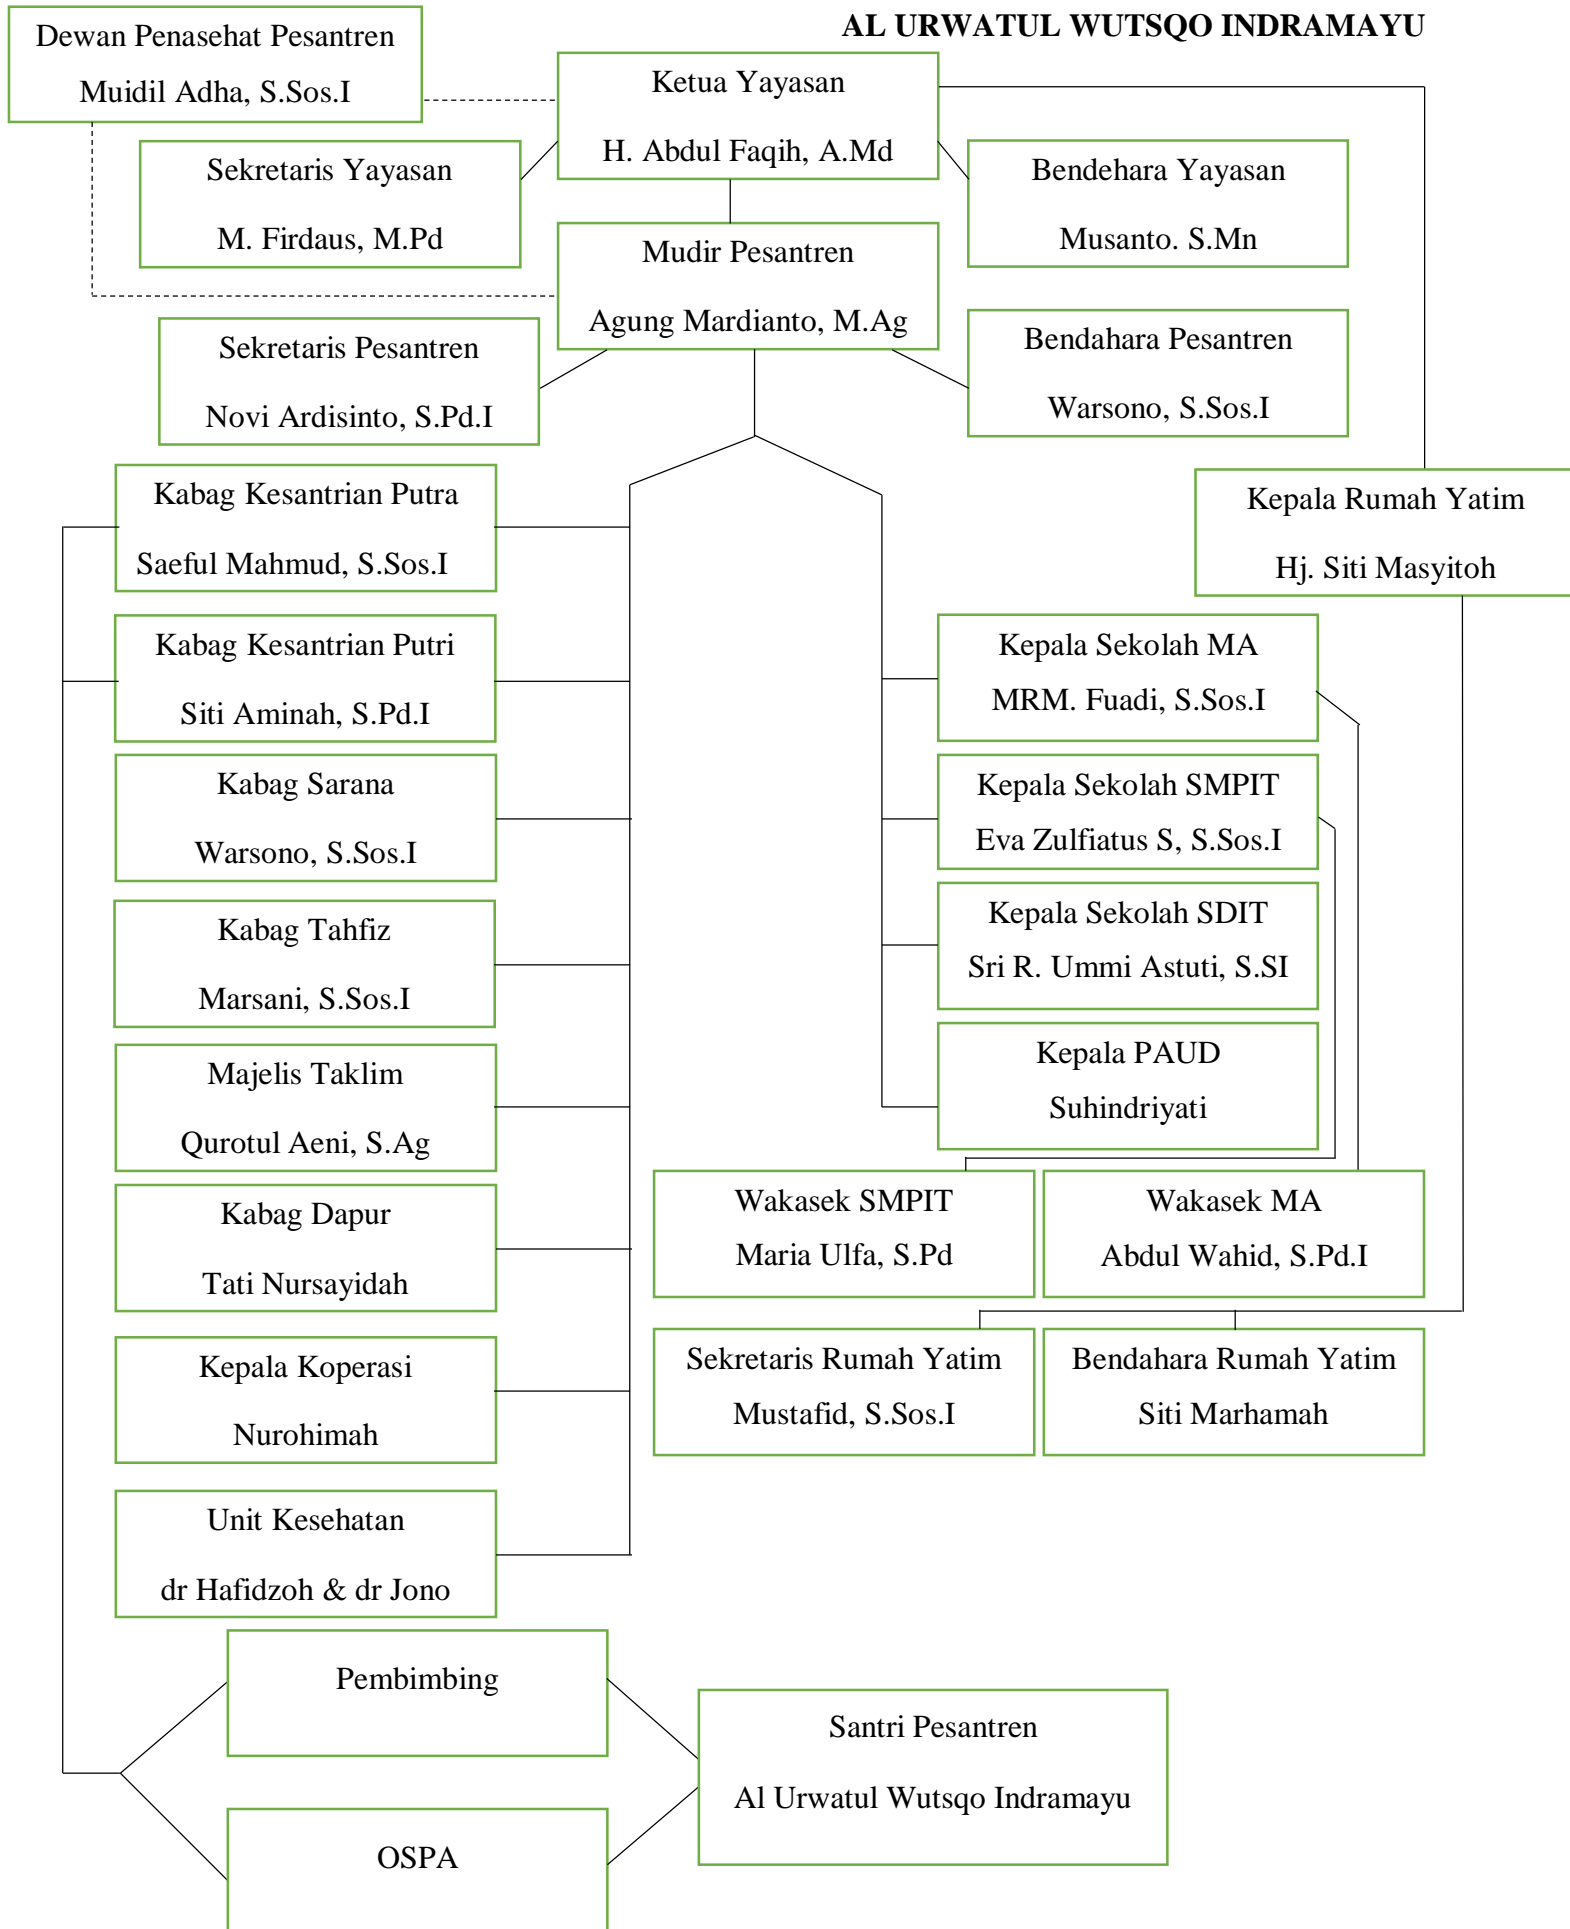 AL URWATUL WUTSQO INDRAMAYU
Dewan Penasehat Pesantren
Muidil Adha, S.Sos.I
Ketua Yayasan
H. Abdul Faqih, A.Md
Sekretaris Yayasan
M. Firdaus, M.Pd
Bendehara Yayasan
Musanto. S.Mn
Mudir Pesantren
Agung Mardianto, M.Ag
Sekretaris Pesantren
Novi Ardisinto, S.Pd.I
Bendahara Pesantren
Warsono, S.Sos.I
Kabag Kesantrian Putra
Saeful Mahmud, S.Sos.I
Kepala Rumah Yatim
Hj. Siti Masyitoh
Kabag Kesantrian Putri
Siti Aminah, S.Pd.I
Kepala Sekolah MA
MRM. Fuadi, S.Sos.I
Kabag Sarana
Warsono, S.Sos.I
Kepala Sekolah SMPIT
Eva Zulfiatus S, S.Sos.I
Kabag Tahfiz
Marsani, S.Sos.I
Kepala Sekolah SDIT
Sri R. Ummi Astuti, S.SI
Majelis Taklim
Qurotul Aeni, S.Ag
Kepala PAUD
Suhindriyati
Kabag Dapur
Tati Nursayidah
Wakasek SMPIT
Maria Ulfa, S.Pd
Wakasek MA
Abdul Wahid, S.Pd.I
Kepala Koperasi
Nurohimah
Sekretaris Rumah Yatim
Mustafid, S.Sos.I
Bendahara Rumah Yatim
Siti Marhamah
Unit Kesehatan
dr Hafidzoh & dr Jono
Pembimbing
Santri Pesantren
Al Urwatul Wutsqo Indramayu
OSPA